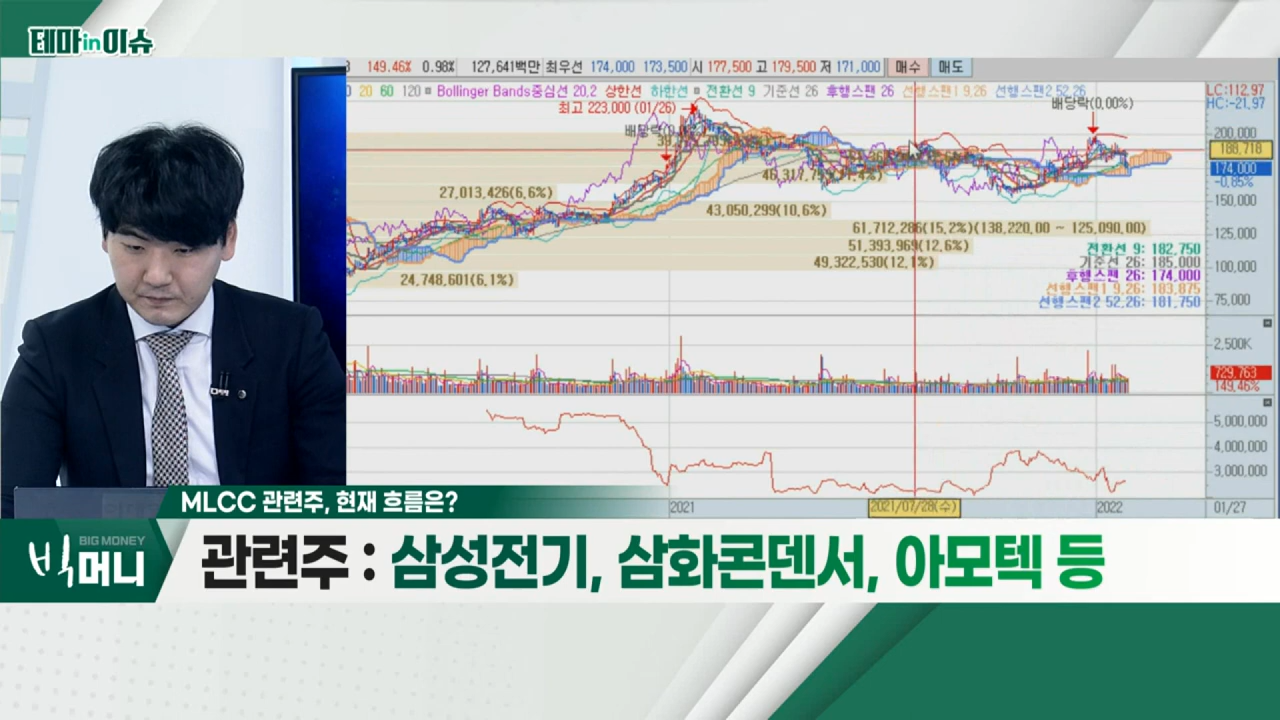 테마in이슈
149.46% 0.98% 127,641백만 최우선 174,000 173,500 시 177,500 고 179,500 저 171,000 매수 매도
20 60 120 Bollinger Bands중심선 20,2 상한선 하한선 전환선 9 기준선 26 후행스팬 26 선행스팬1 9,26 선행스팬2 52,26
LC:112.97
HC:-21.97
최고 223,000 (01/26)
배당락(0,00%)
200,000
188,718
174,000
-0,85%
27,013,426(6,6%)
150,000
43,050,299(10,6%)
61,712,286(15,2%)(138,220.00 ~ 125,090.00)
125,000
51,393,969(12,6%)
전환선 9: 182,750
49,322,530(12,1%)
기준선 26: 185,000
100,000
후행스팬 26: 174,000
24,748,601(6,1%)
선행스팬1 9,26: 183,875
선행스팬2 52,26: 181,750
75,000
2,500K
729,763
149,46%
5,000,000
4,000,000
3,000,000
2021
2021/07/28(수)
2022
01/27
MLCC 관련주, 현재 흐름은?
BIG MONEY
빅머니
관련주 : 삼성전기, 삼화콘덴서, 아모텍 등